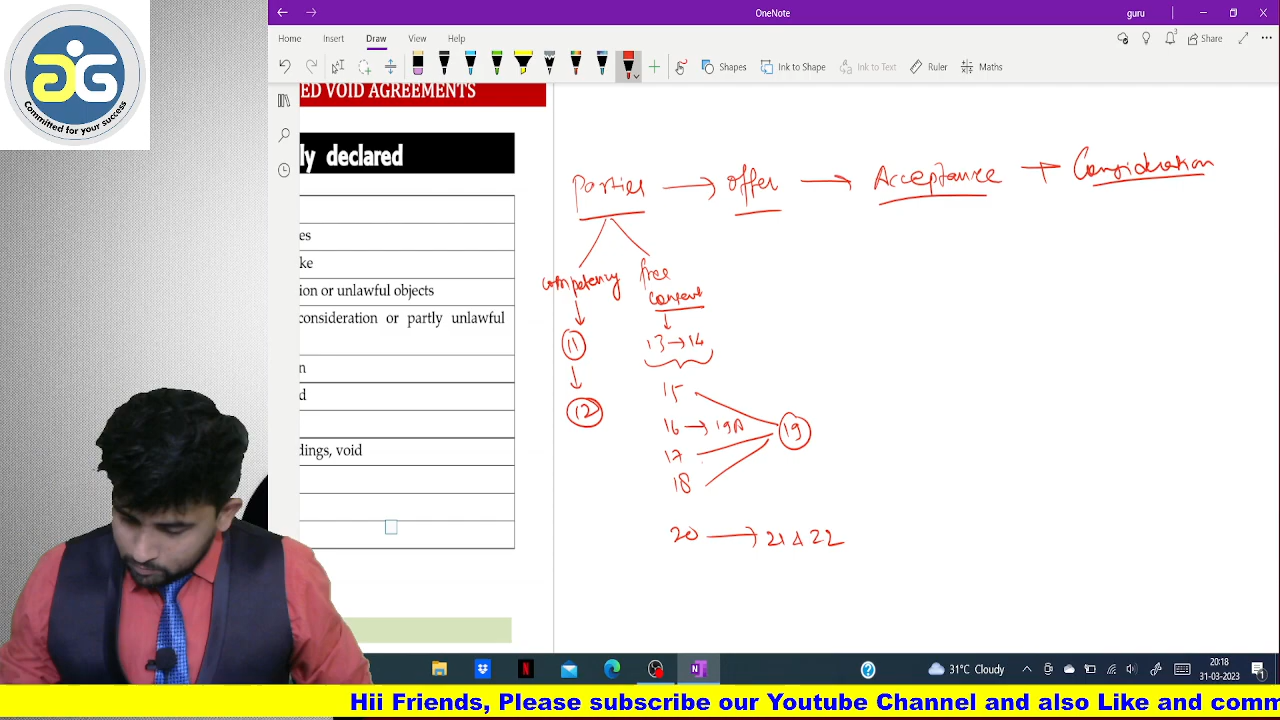 OneNote
guru
Home Insert Draw View Help
Share
Shapes
Ink to Shape
Ink to Text
Ruler
Maths
GG
Committed for your success
ED VOID AGREEMENTS
ly declared
es
ke
ion or unlawful objects
consideration or partly unlawful
n
d
dings, void
Parties → offer → Acceptance → Consideration
competency
free consent
11
12
13 → 14
15
16 → 19A
17
18
19
20 → 21 & 22
31°C Cloudy
20:18
31-03-2023
Hii Friends, Please subscribe our Youtube Channel and also Like and comm